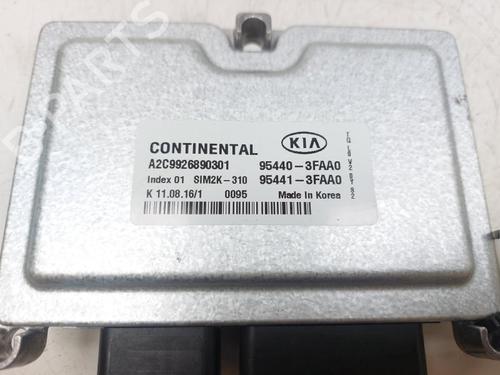 CONTINENTAL KIA
A2C9926890301 95440-3FAA0
Index 01 SIM2K-310 95441-3FAA0
K 11.08.16/1 0095 Made In Korea